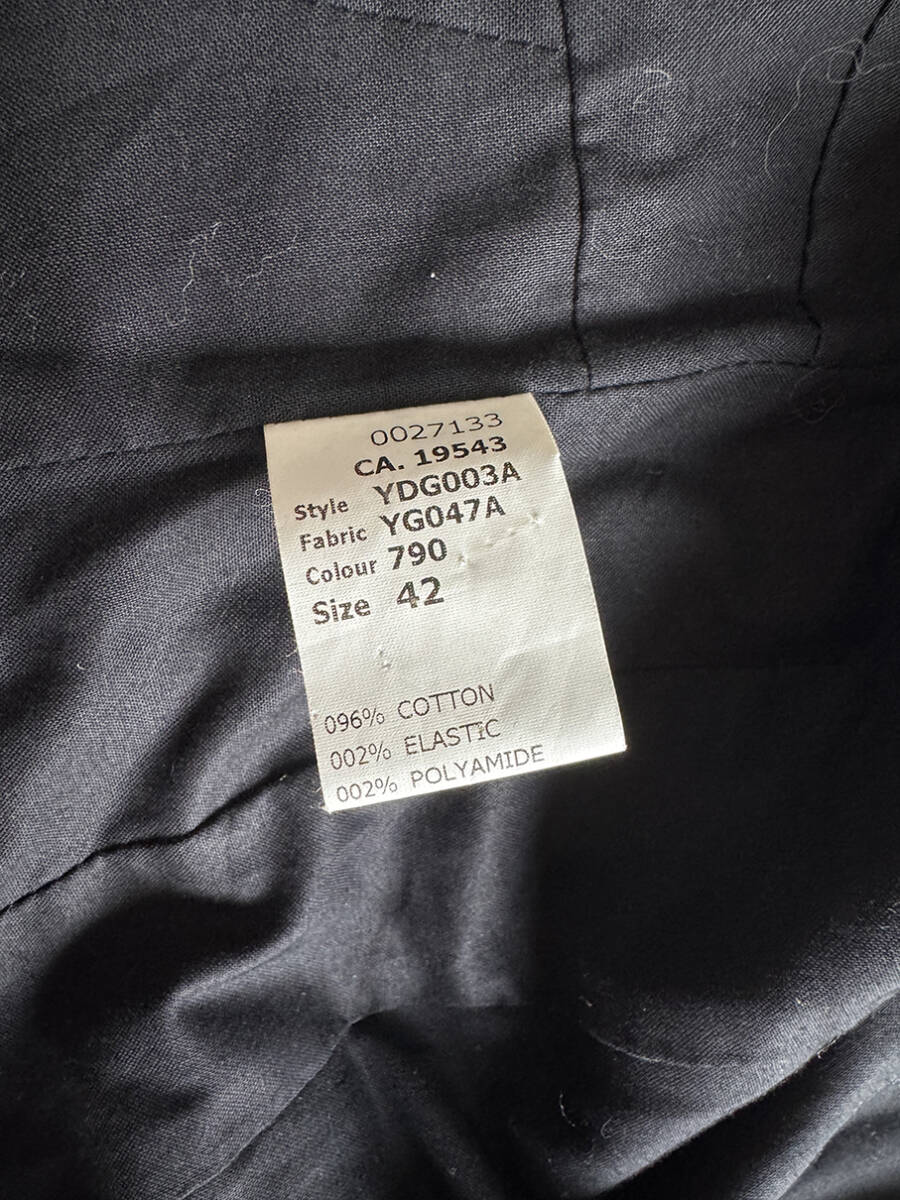 0027133
CA. 19543
Style YDG003A
Fabric YG047A
Colour 790
Size 42
096% COTTON
002% ELASTIC
002% POLYAMIDE